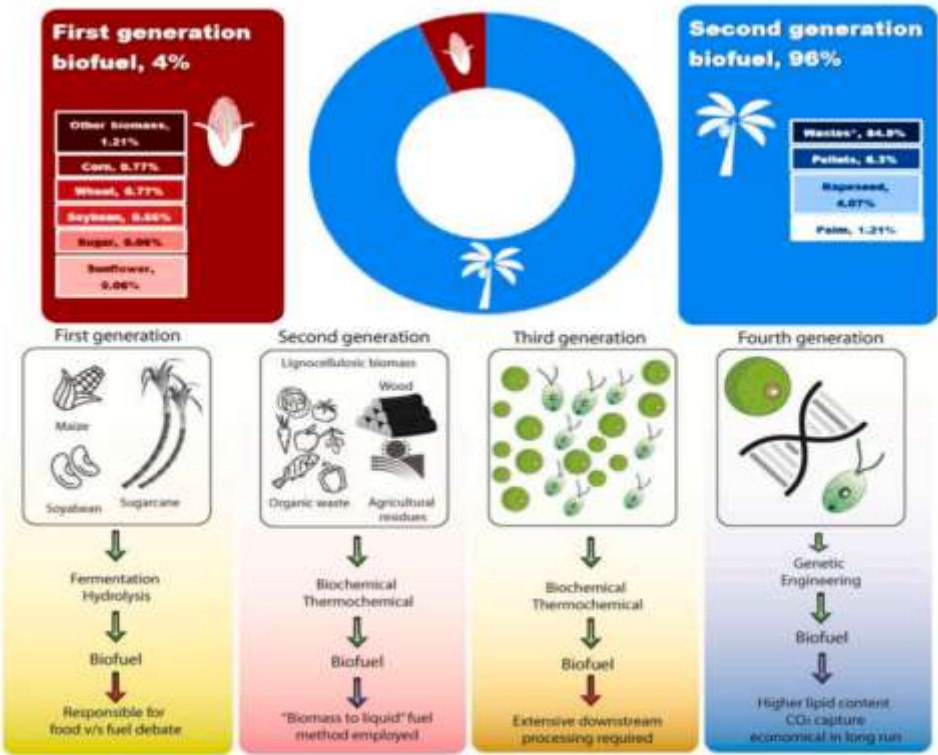 First generation
biofuel, 4%
Other biomass,
1.21%
Corn, 0.77%
Wheat, 0.77%
Soybean,
Sugar, 0.06%
Sunflower,
0.06%
Second generation
biofuel, 96%
Wastes*, 84.9%
Pellets, 6.3%
Rapeseed,
4.07%
Palm, 1.21%
First generation
Maize
Soyabean
Sugarcane
Fermentation
Hydrolysis
Biofuel
Responsible for
food v/s fuel debate
Second generation
Lignocellulosic biomass
Wood
Organic waste
Agricultural
residues
Biochemical
Thermochemical
Biofuel
"Biomass to liquid" fuel
method employed
Third generation
Biochemical
Thermochemical
Biofuel
Extensive downstream
processing required
Fourth generation
Genetic
Engineering
Biofuel
Higher lipid content
CO₂ capture
economical in long run